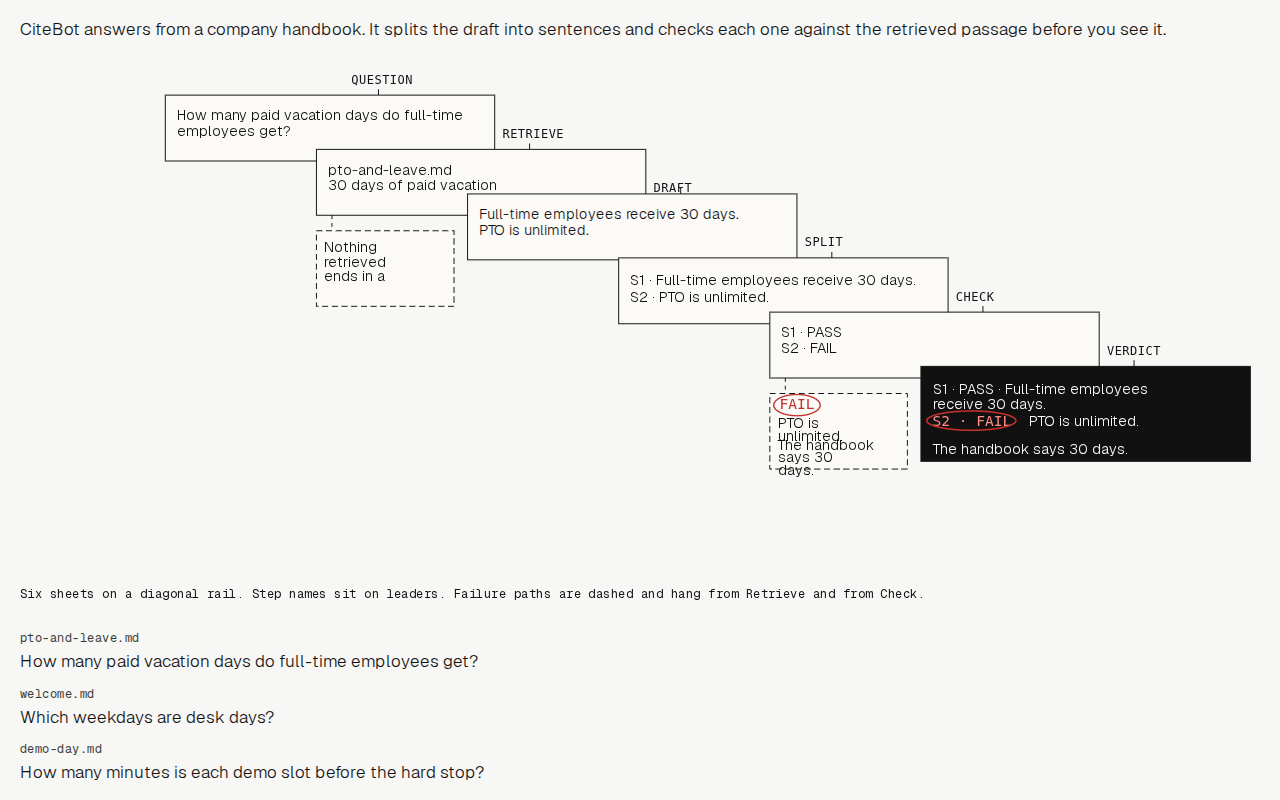 CiteBot answers from a company handbook. It splits the draft into sentences and checks each one against the retrieved passage before you see it.
QUESTION
How many paid vacation days do full-time
employees get?
RETRIEVE
pto-and-leave.md
30 days of paid vacation
Nothing
retrieved
ends in a
DRAFT
Full-time employees receive 30 days.
PTO is unlimited.
SPLIT
S1 · Full-time employees receive 30 days.
S2 · PTO is unlimited.
CHECK
S1 · PASS
S2 · FAIL
FAIL
PTO is
unlimited.
The handbook
says 30
days.
VERDICT
S1 · PASS · Full-time employees
receive 30 days.
S2 · FAIL PTO is unlimited.
The handbook says 30 days.
Six sheets on a diagonal rail. Step names sit on leaders. Failure paths are dashed and hang from Retrieve and from Check.
pto-and-leave.md
How many paid vacation days do full-time employees get?
welcome.md
Which weekdays are desk days?
demo-day.md
How many minutes is each demo slot before the hard stop?